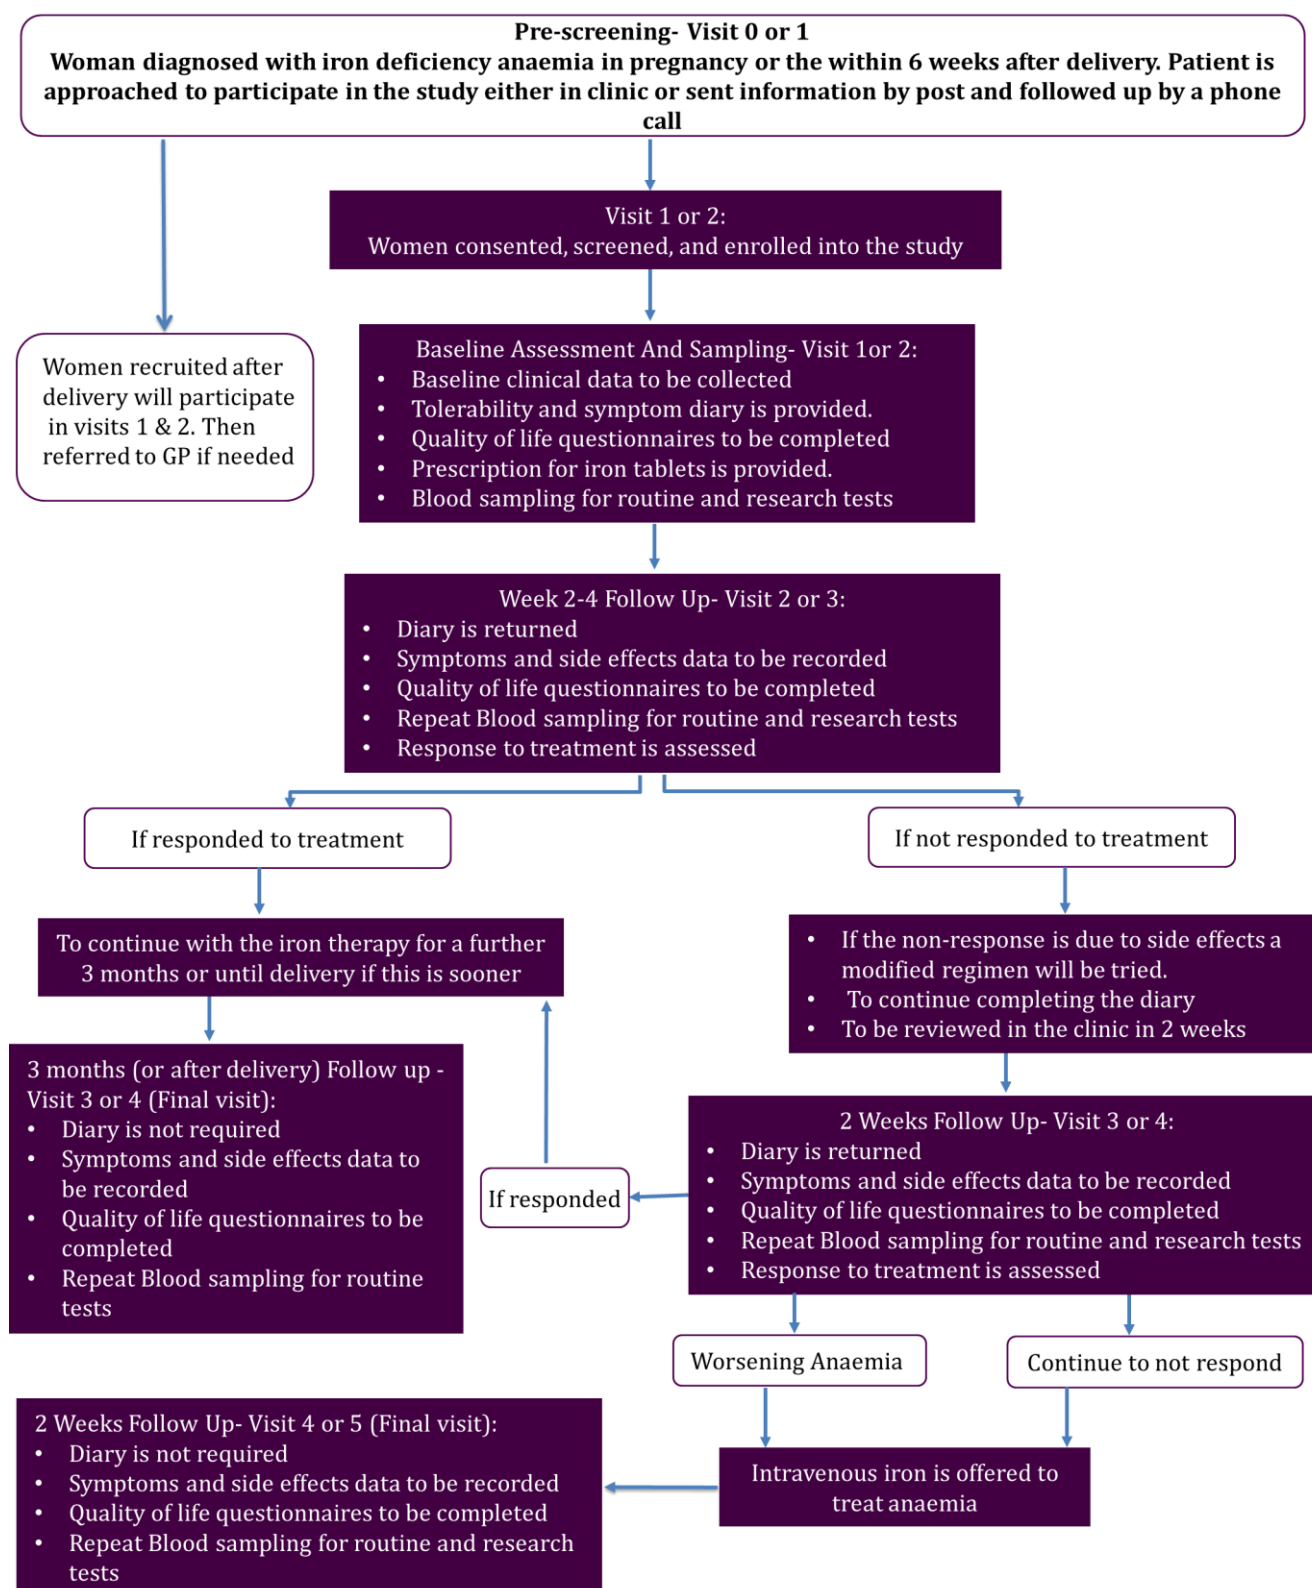 Pre-screening- Visit 0 or 1
Woman diagnosed with iron deficiency anaemia in pregnancy or the within 6 weeks after delivery. Patient is
approached to participate in the study either in clinic or sent information by post and followed up by a phone
call
Visit 1 or 2:
Women consented, screened, and enrolled into the study
Women recruited after
delivery will participate
in visits 1 & 2. Then
referred to GP if needed
Baseline Assessment And Sampling- Visit 1or 2:
• Baseline clinical data to be collected
• Tolerability and symptom diary is provided.
• Quality of life questionnaires to be completed
• Prescription for iron tablets is provided.
• Blood sampling for routine and research tests
Week 2-4 Follow Up- Visit 2 or 3:
• Diary is returned
• Symptoms and side effects data to be recorded
• Quality of life questionnaires to be completed
• Repeat Blood sampling for routine and research tests
• Response to treatment is assessed
If responded to treatment
If not responded to treatment
To continue with the iron therapy for a further
3 months or until delivery if this is sooner
• If the non-response is due to side effects a
modified regimen will be tried.
• To continue completing the diary
• To be reviewed in the clinic in 2 weeks
3 months (or after delivery) Follow up -
Visit 3 or 4 (Final visit):
• Diary is not required
• Symptoms and side effects data to
be recorded
• Quality of life questionnaires to be
completed
• Repeat Blood sampling for routine
tests
If responded
2 Weeks Follow Up- Visit 3 or 4:
• Diary is returned
• Symptoms and side effects data to be recorded
• Quality of life questionnaires to be completed
• Repeat Blood sampling for routine and research tests
• Response to treatment is assessed
Worsening Anaemia
Continue to not respond
2 Weeks Follow Up- Visit 4 or 5 (Final visit):
• Diary is not required
• Symptoms and side effects data to be recorded
• Quality of life questionnaires to be completed
• Repeat Blood sampling for routine and research
tests
Intravenous iron is offered to
treat anaemia